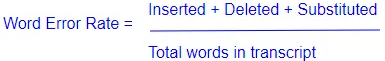 Inserted + Deleted + Substituted
Word Error Rate =
Total words in transcript